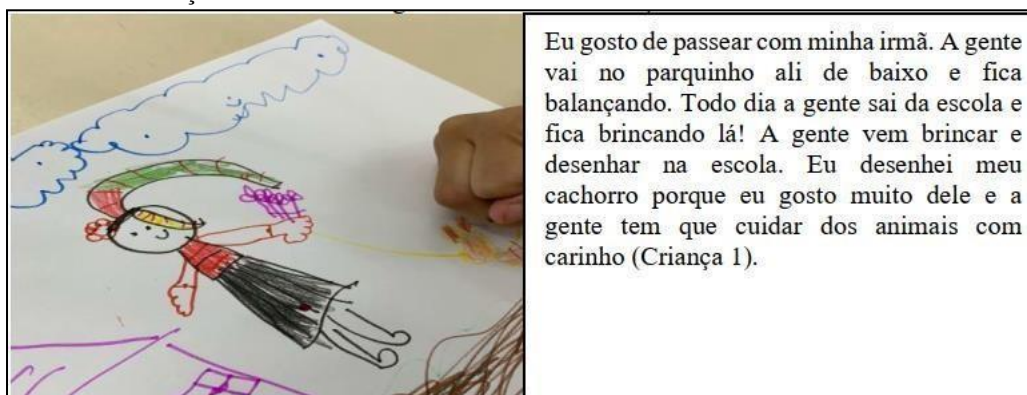 Eu gosto de passear com minha irmã. A gente
vai no parquinho ali de baixo e fica
balançando. Todo dia a gente sai da escola e
fica brincando lá! A gente vem brincar e
desenhar na escola. Eu desenhei meu
cachorro porque eu gosto muito dele e a
gente tem que cuidar dos animais com
carinho (Criança 1).